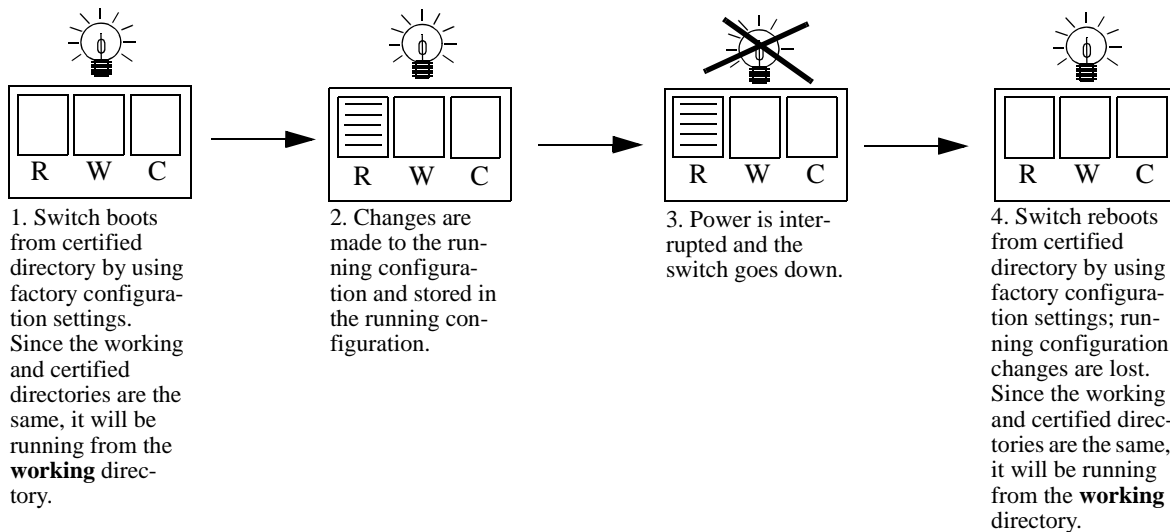 R W C
R W C
R W C
R W C
1. Switch boots
from certified
directory by using
factory configura-
tion settings.
Since the working
and certified
directories are the
same, it will be
running from the
working direc-
tory.
2. Changes are
made to the run-
ning configura-
tion and stored in
the running con-
figuration.
3. Power is inter-
rupted and the
switch goes down.
4. Switch reboots
from certified
directory by using
factory configura-
tion settings; run-
ning configuration
changes are lost.
Since the working
and certified direc-
tories are the same,
it will be running
from the working
directory.